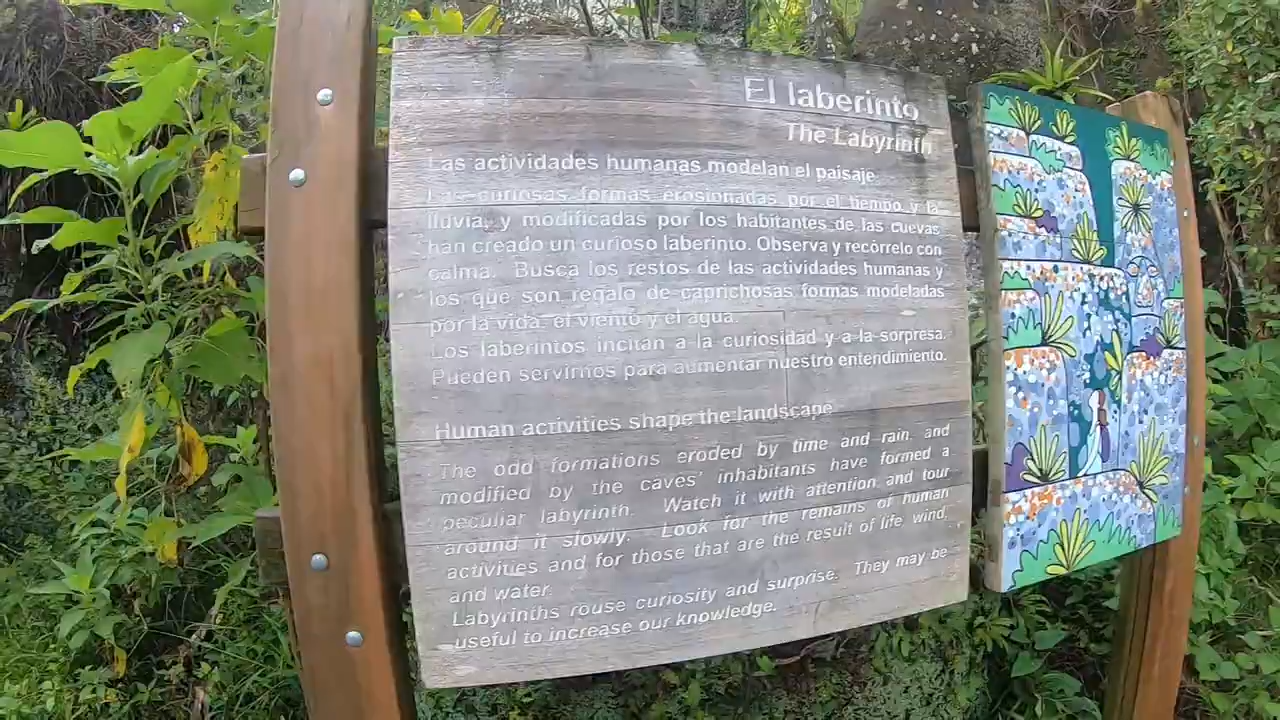 El laberinto
The Labyrinth
Las actividades humanas modelan el paisaje.
Las curiosas formas erosionadas por el tiempo y la
lluvia, y modificadas por los habitantes de las cuevas
han creado un curioso laberinto. Observa y recórrelo con
calma. Busca los restos de las actividades humanas y
los que son regalo de caprichosas formas modeladas
por la vida, el viento y el agua.
Los laberintos incitan a la curiosidad y a la sorpresa.
Pueden servirnos para aumentar nuestro entendimiento.
Human activities shape the landscape
The odd formations eroded by time and rain, and
modified by the caves' inhabitants have formed a
peculiar labyrinth. Watch it with attention and tour
around it slowly. Look for the remains of human
activities and for those that are the result of life, wind,
and water.
Labyrinths rouse curiosity and surprise. They may be
useful to increase our knowledge.